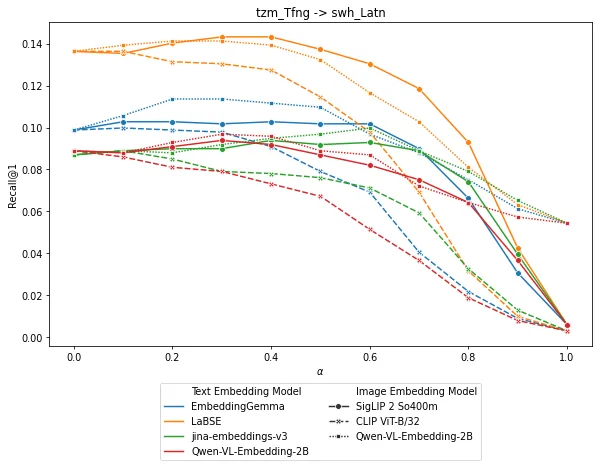 tzm_Tfng -> swh_Latn
Recall@1
0.14
0.12
0.10
0.08
0.06
0.04
0.02
0.00
0.0
0.2
0.4
0.6
0.8
1.0
α
Text Embedding Model
EmbeddingGemma
LaBSE
jina-embeddings-v3
Qwen-VL-Embedding-2B
Image Embedding Model
SigLIP 2 So400m
CLIP ViT-B/32
Qwen-VL-Embedding-2B